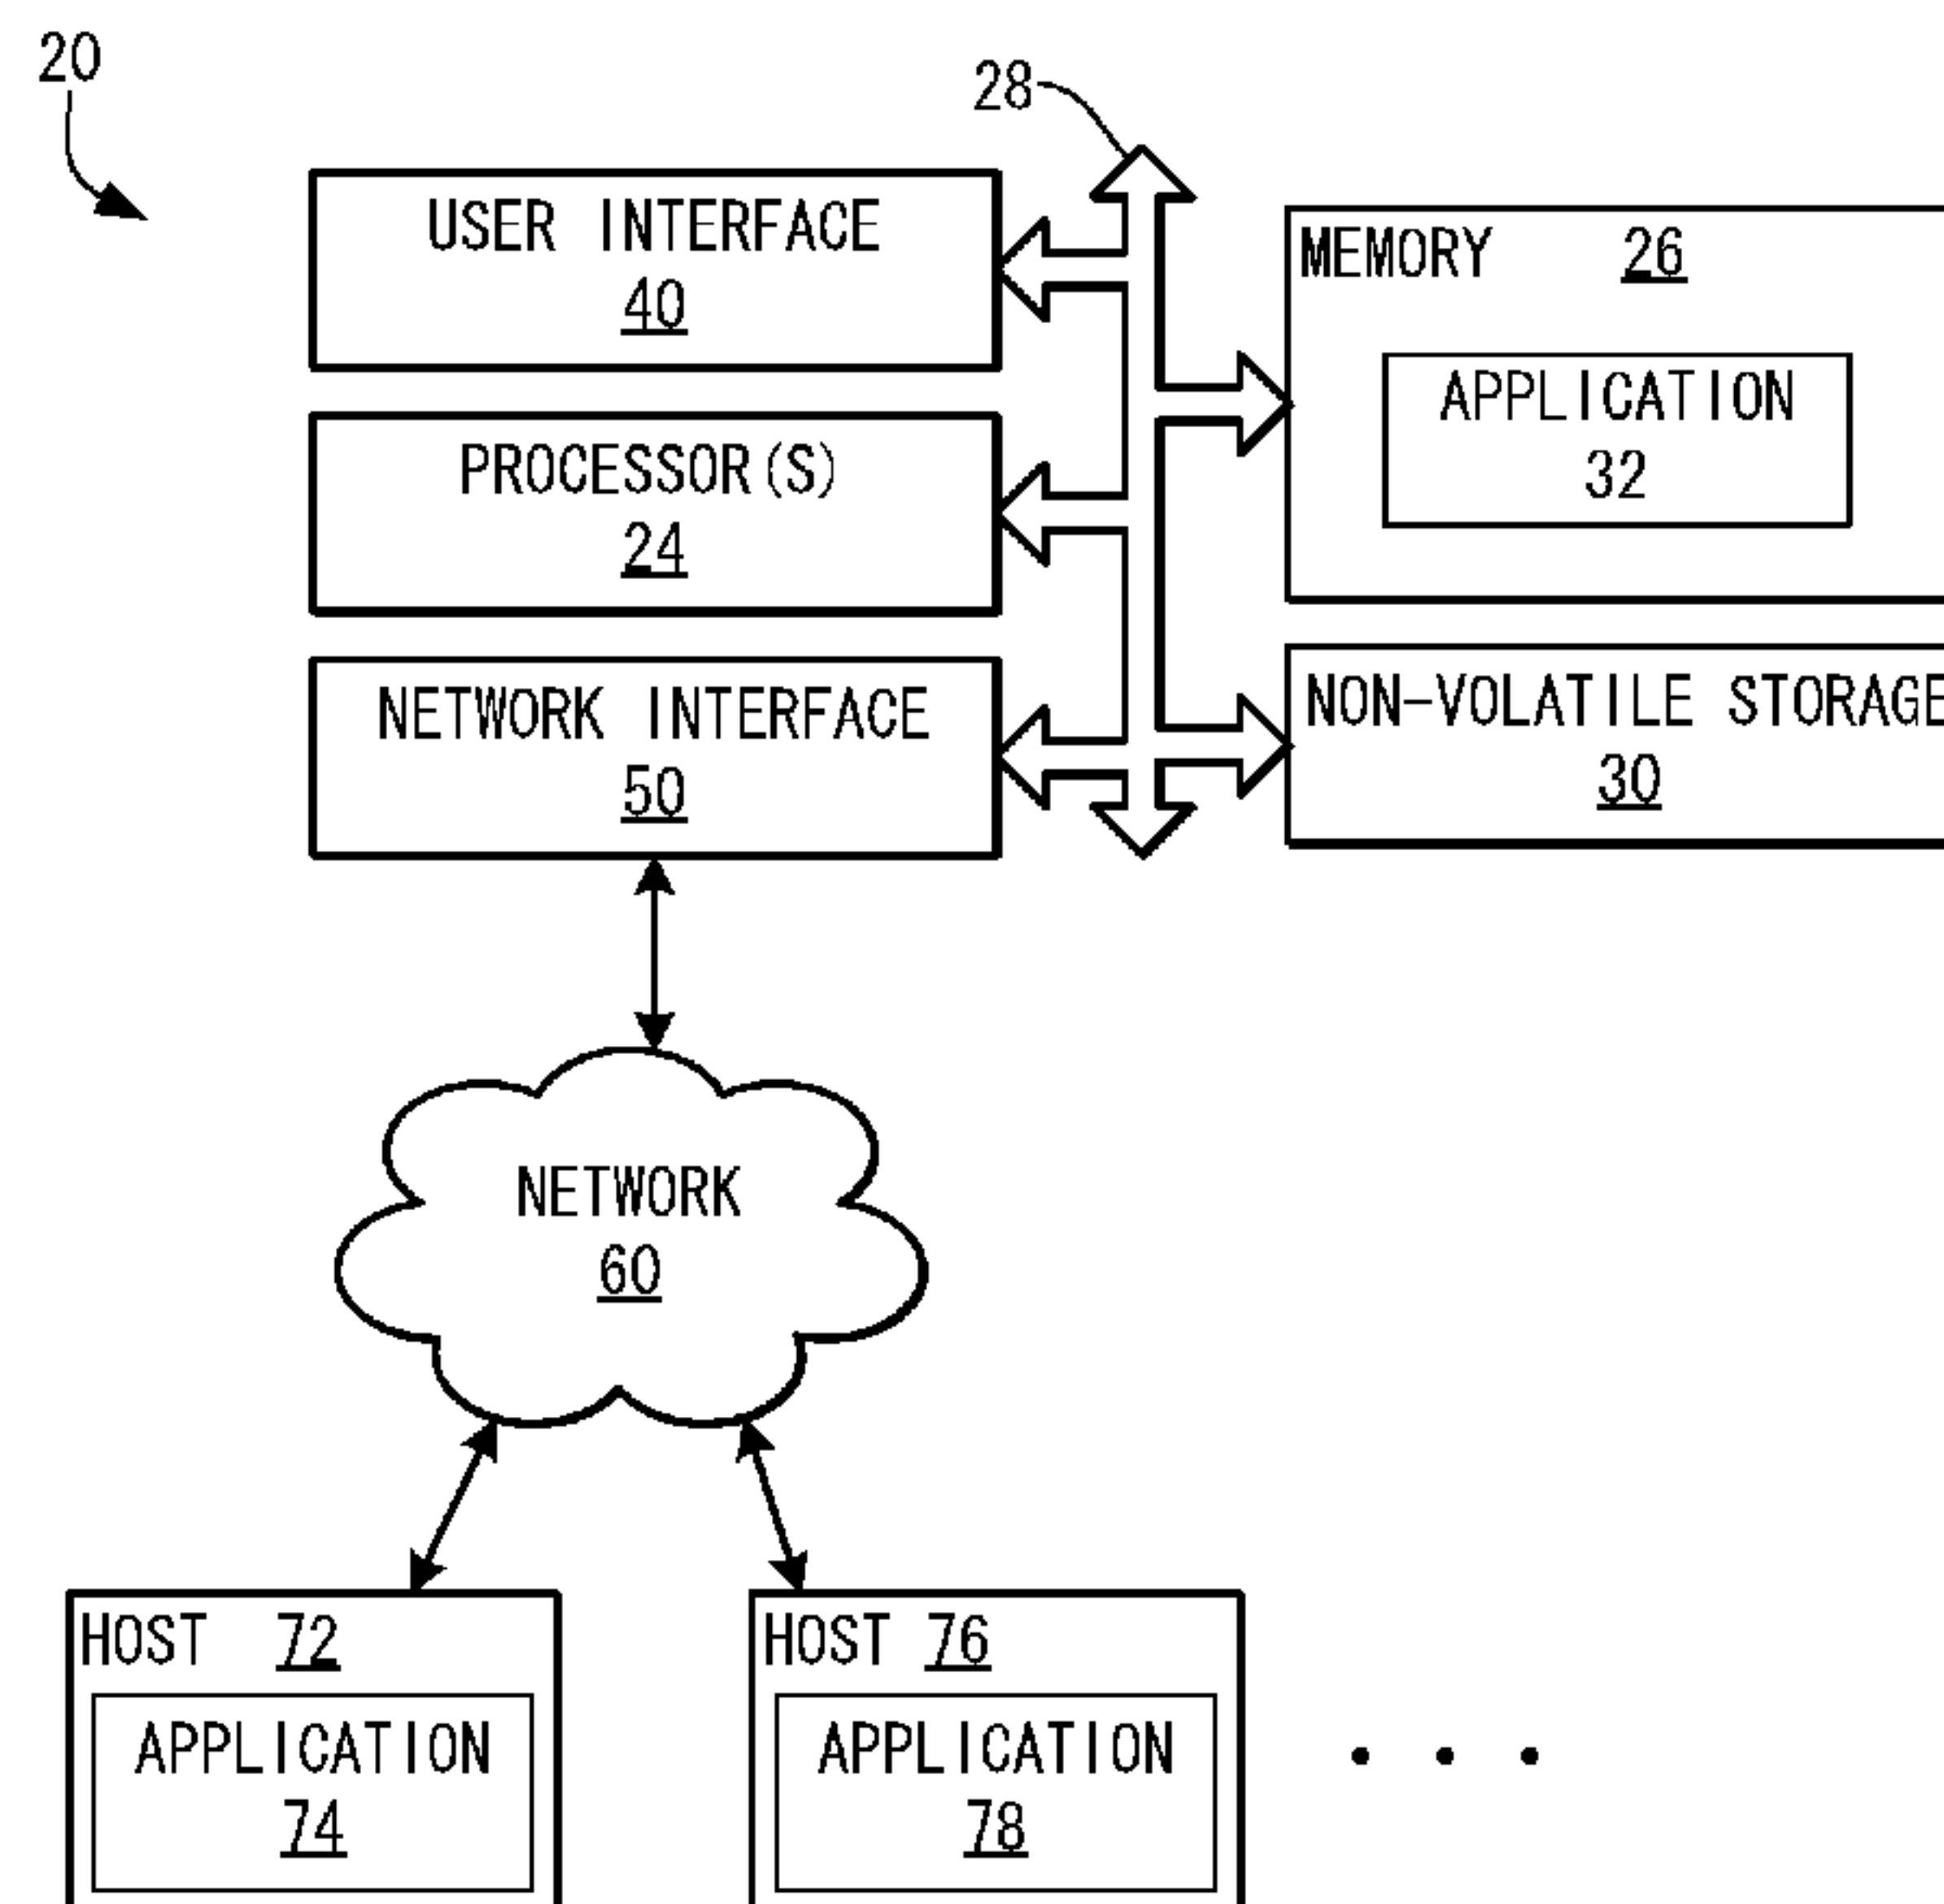 20
28
USER INTERFACE
40
MEMORY 26
APPLICATION
32
PROCESSOR(S)
24
NETWORK INTERFACE
50
NON-VOLATILE STORAGE
30
NETWORK
60
HOST 72
APPLICATION
74
HOST 76
APPLICATION
78